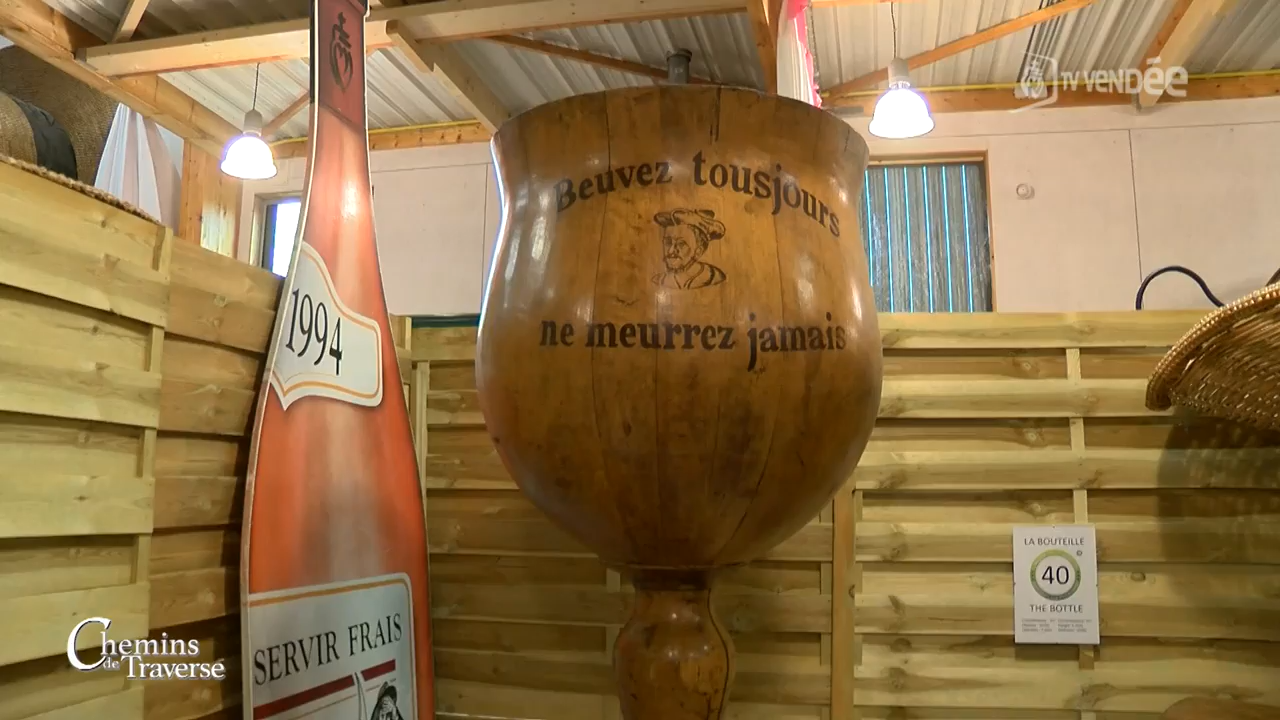 TV VENDÉE
Beuvez tousjours
ne meurrez jamais
1994
SERVIR FRAIS
LA BOUTEILLE
40
THE BOTTLE
Chemins
de Traverse